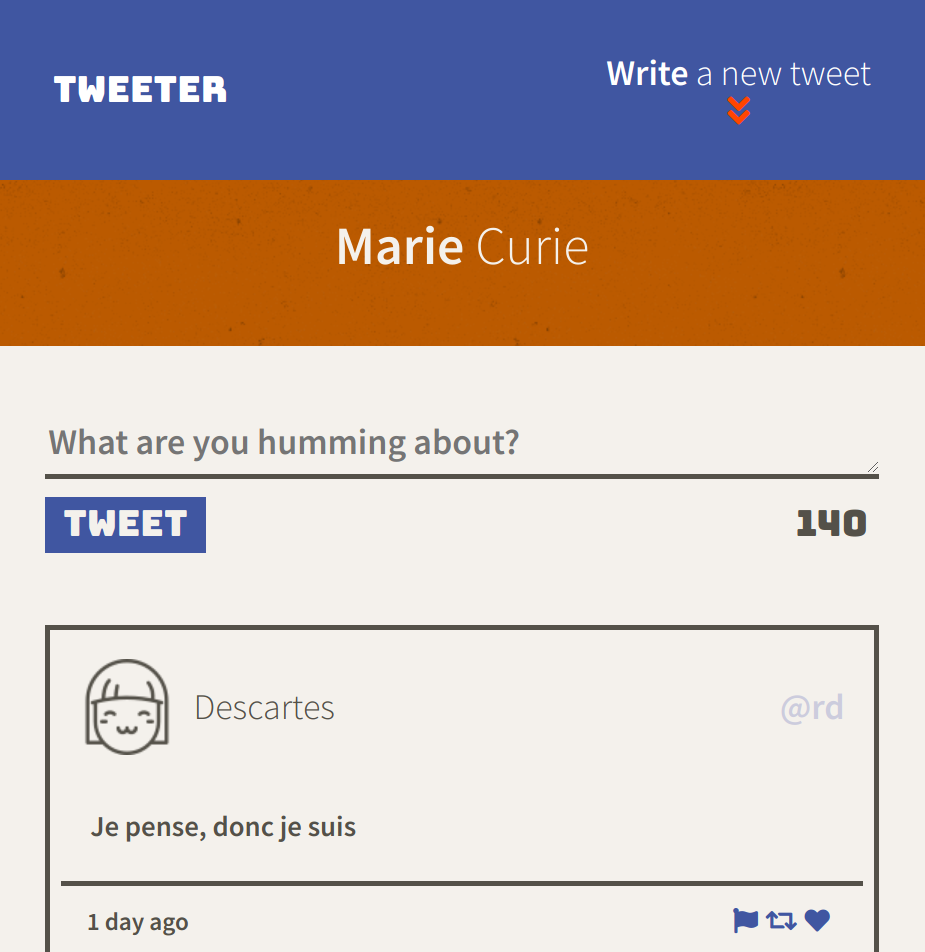 TWEETER
Write a new tweet
Marie Curie
What are you humming about?
TWEET
140
Descartes
@rd
Je pense, donc je suis
1 day ago